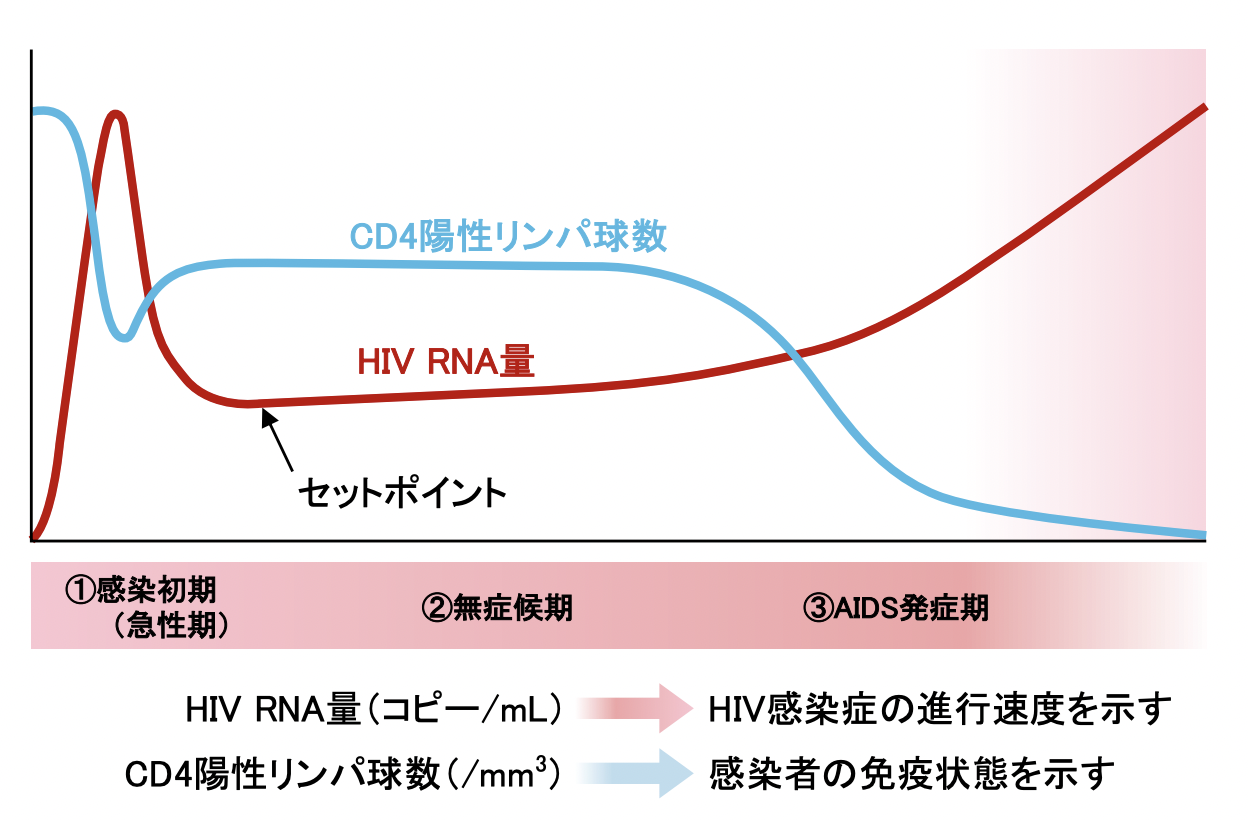 CD4陽性リンパ球数
HIV RNA量
セットポイント
①感染初期
（急性期）
②無症候期
③AIDS発症期
HIV RNA量（コピー/mL）
HIV感染症の進行速度を示す
CD4陽性リンパ球数（/mm³）
感染者の免疫状態を示す